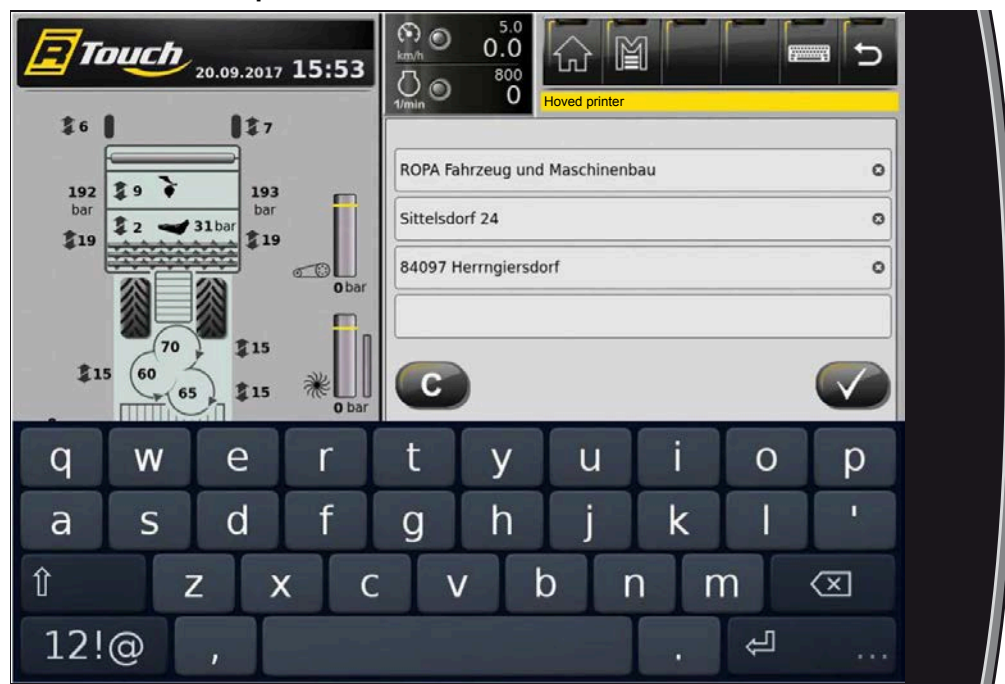 R Touch 20.09.2017 15:53
km/h 5.0
0.0
1/min 800
0
Hoved printer
6 7
192 bar 9 193 bar
2 31 bar
19 19
0 bar
70
60
65
15
15
15
0 bar
ROPA Fahrzeug und Maschinenbau
Sittelsdorf 24
84097 Herrngiersdorf
C
q w e r t y u i o p
a s d f g h j k l '
z x c v b n m
12!@ , . ...